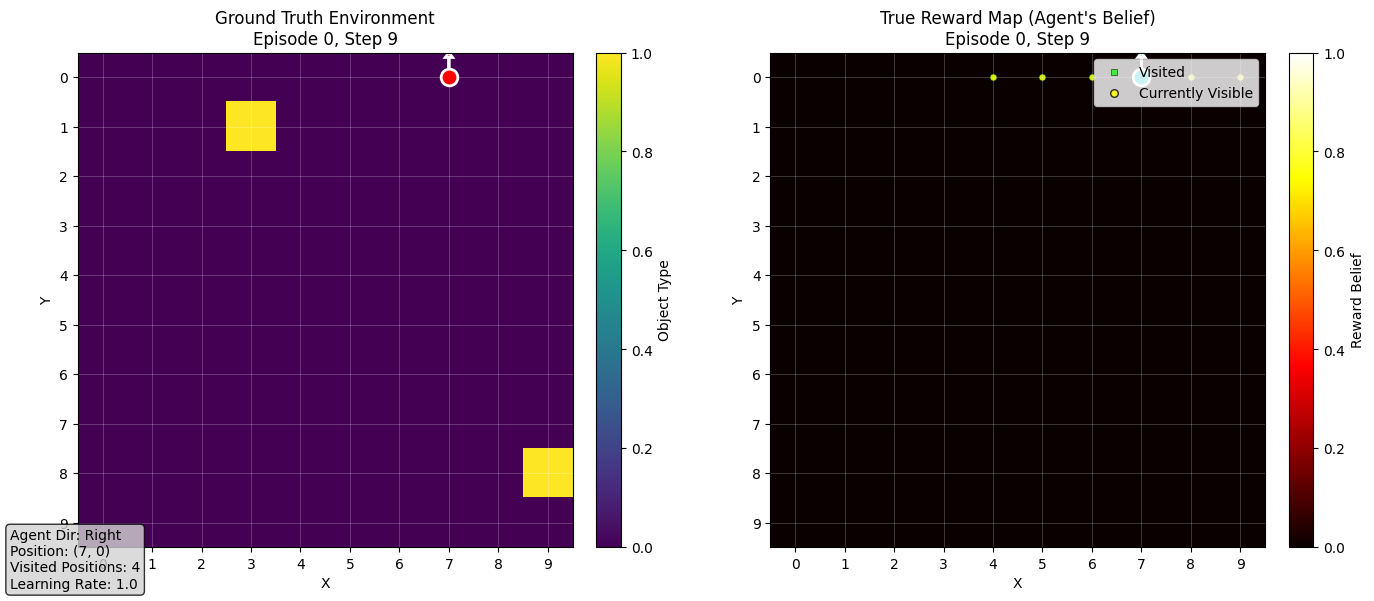 Ground Truth Environment
Episode 0, Step 9
0
1
2
3
4
5
6
7
8
9
Y
0 1 2 3 4 5 6 7 8 9
X
1.0
0.8
0.6
0.4
0.2
0.0
Object Type
True Reward Map (Agent's Belief)
Episode 0, Step 9
Visited
Currently Visible
0
1
2
3
4
5
6
7
8
9
Y
0 1 2 3 4 5 6 7 8 9
X
1.0
0.8
0.6
0.4
0.2
0.0
Reward Belief
Agent Dir: Right
Position: (7, 0)
Visited Positions: 4
Learning Rate: 1.0